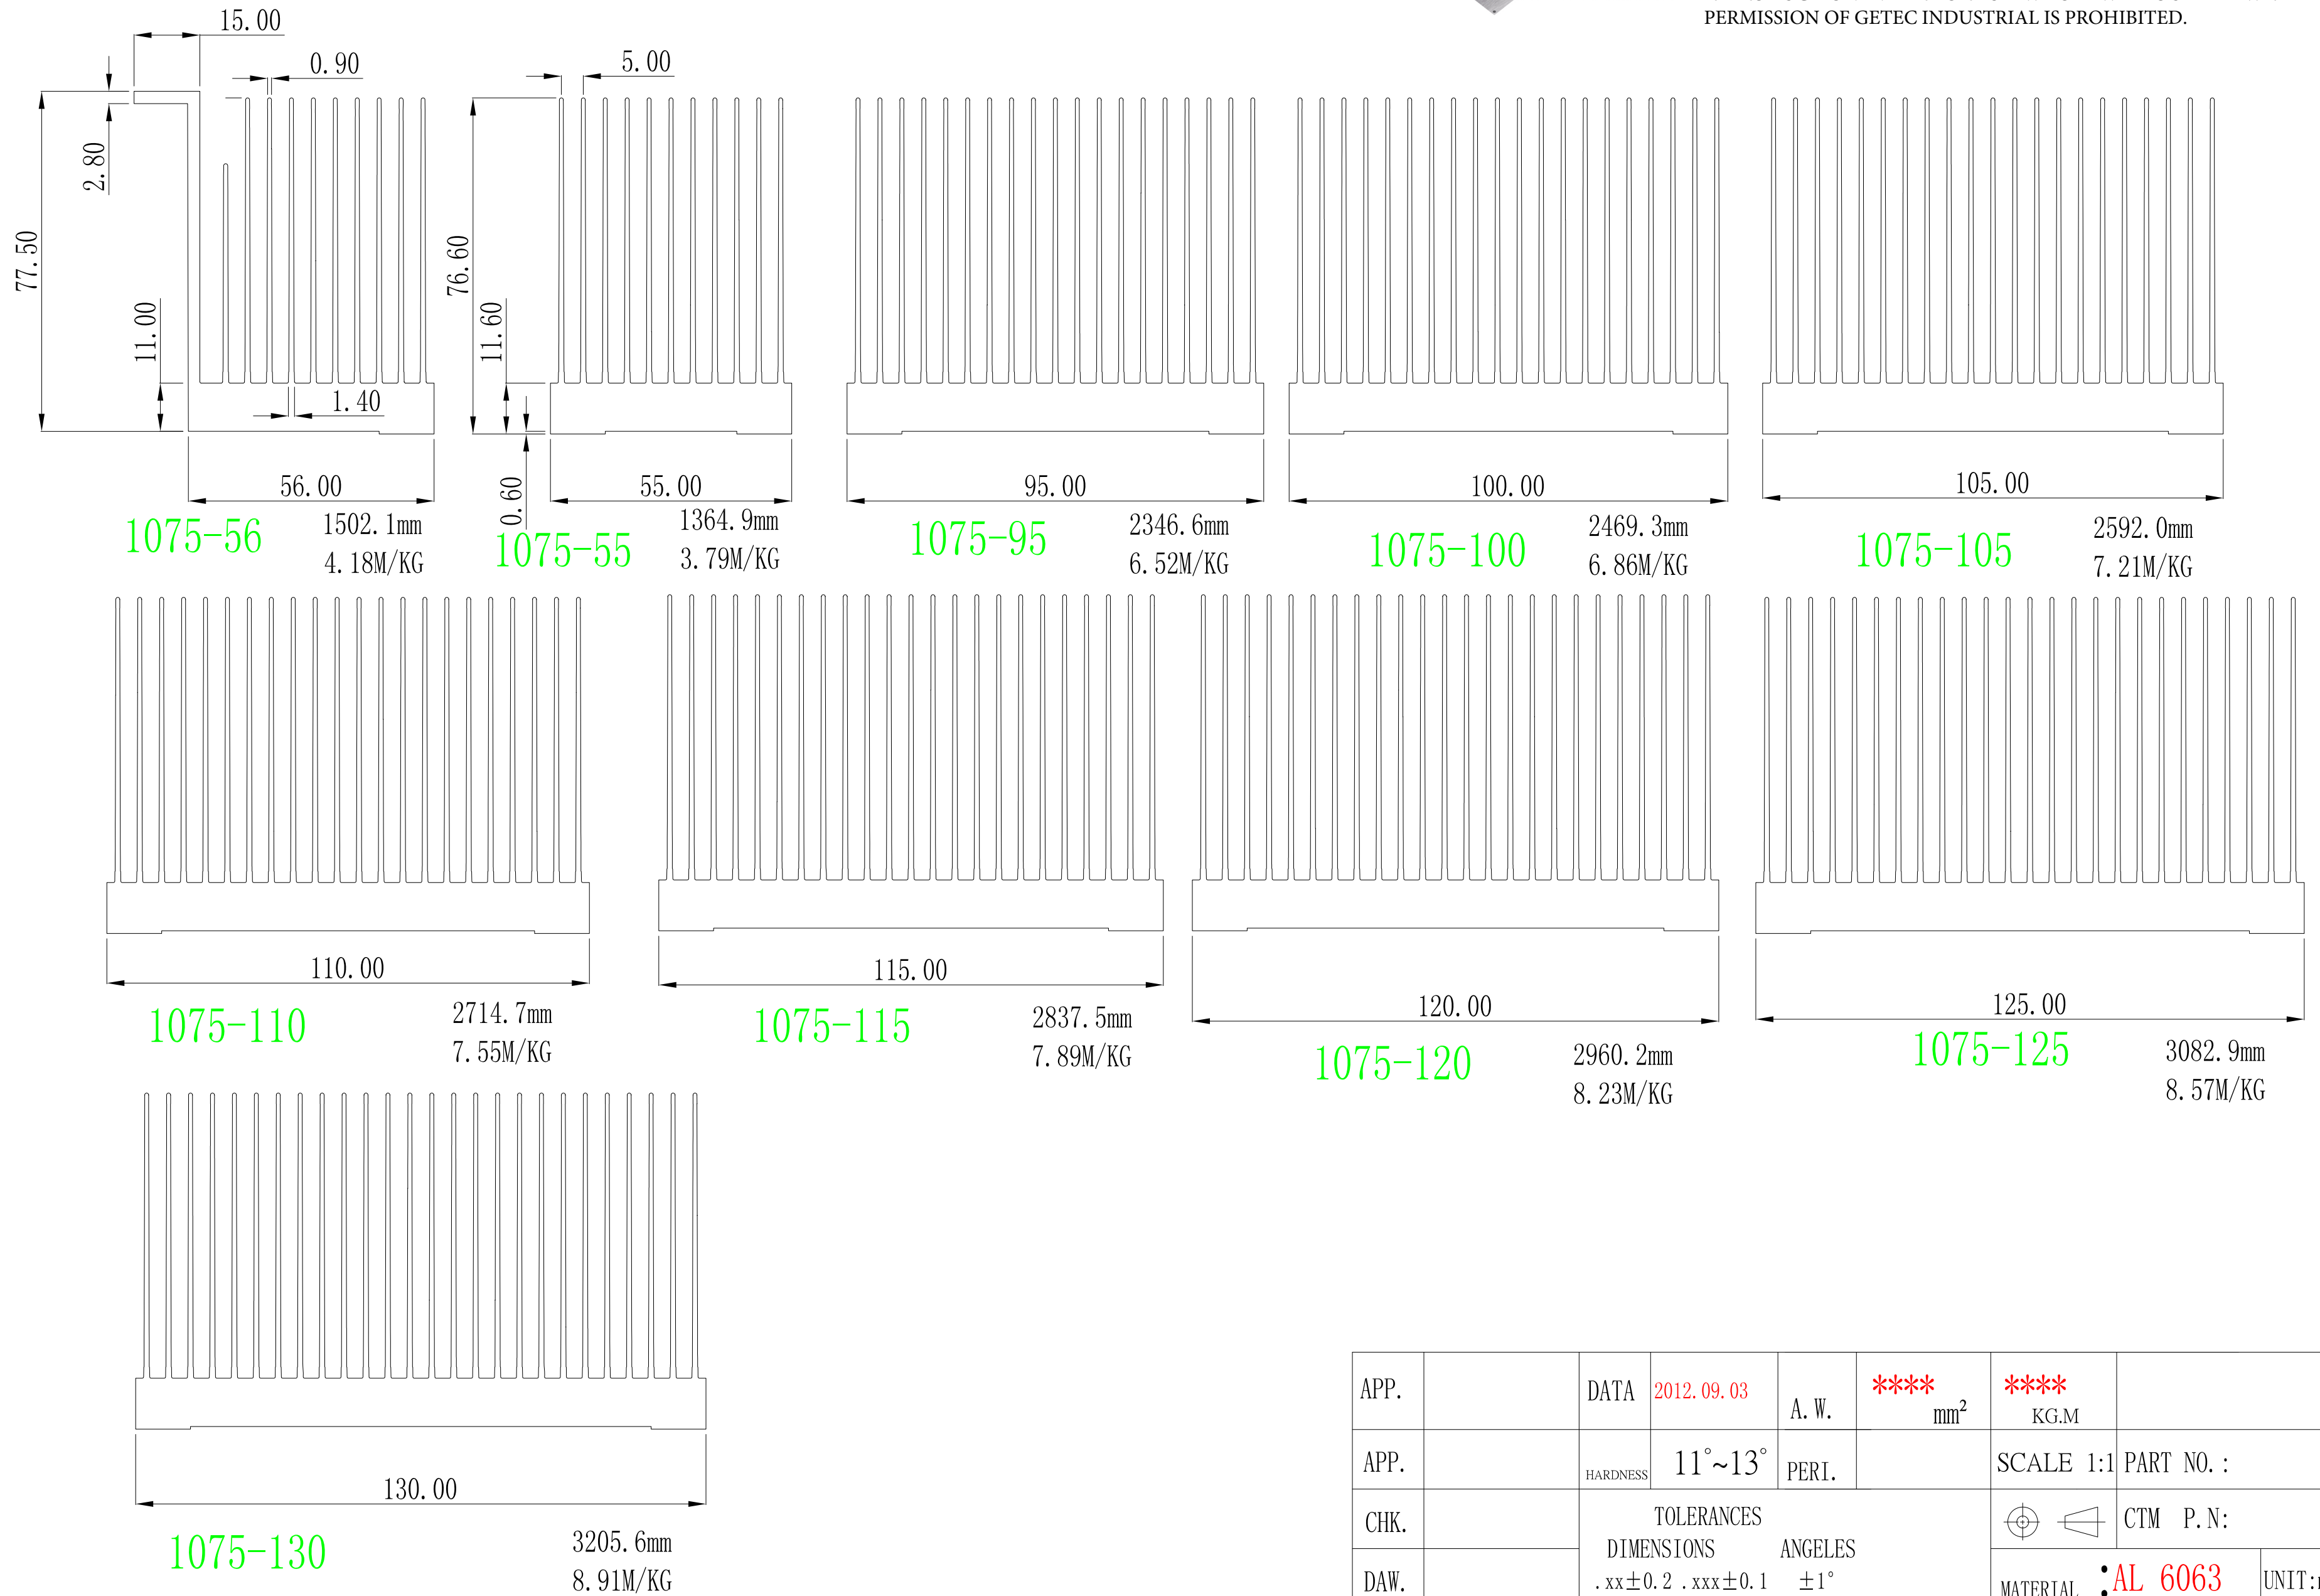 PERMISSION OF GETEC INDUSTRIAL IS PROHIBITED.
15.00
0.90
5.00
2.80
77.50
11.00
1.40
76.60
11.60
0.60
56.00
55.00
95.00
100.00
105.00
1075-56
1502.1mm
4.18M/KG
1075-55
1364.9mm
3.79M/KG
1075-95
2346.6mm
6.52M/KG
1075-100
2469.3mm
6.86M/KG
1075-105
2592.0mm
7.21M/KG
110.00
115.00
120.00
125.00
1075-110
2714.7mm
7.55M/KG
1075-115
2837.5mm
7.89M/KG
1075-120
2960.2mm
8.23M/KG
1075-125
3082.9mm
8.57M/KG
130.00
1075-130
3205.6mm
8.91M/KG
APP. DATA 2012.09.03 A.W. **** mm² **** KG.M
APP. HARDNESS 11°~13° PERI. SCALE 1:1 PART NO.:
CHK. TOLERANCES CTM P.N:
DIMENSIONS ANGELES
DAW. .xx±0.2 .xxx±0.1 ±1° MATERIAL :AL 6063 UNIT: